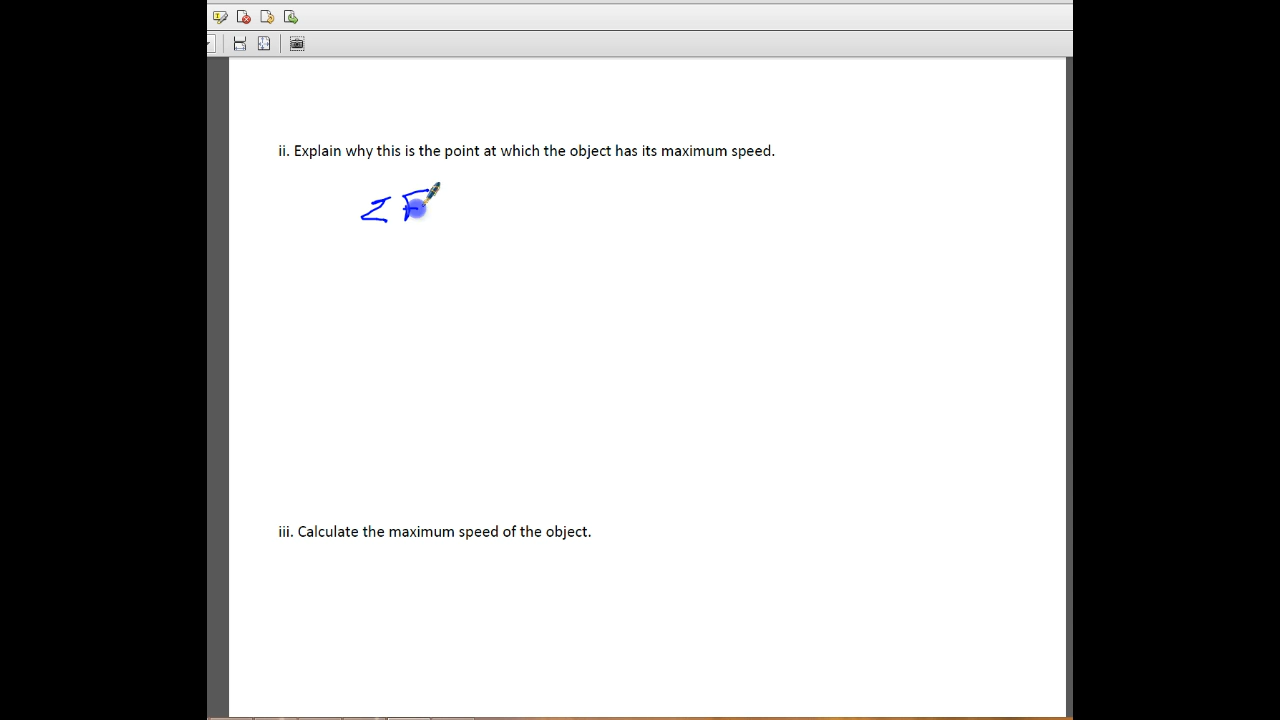 ii. Explain why this is the point at which the object has its maximum speed.
Σ F
iii. Calculate the maximum speed of the object.